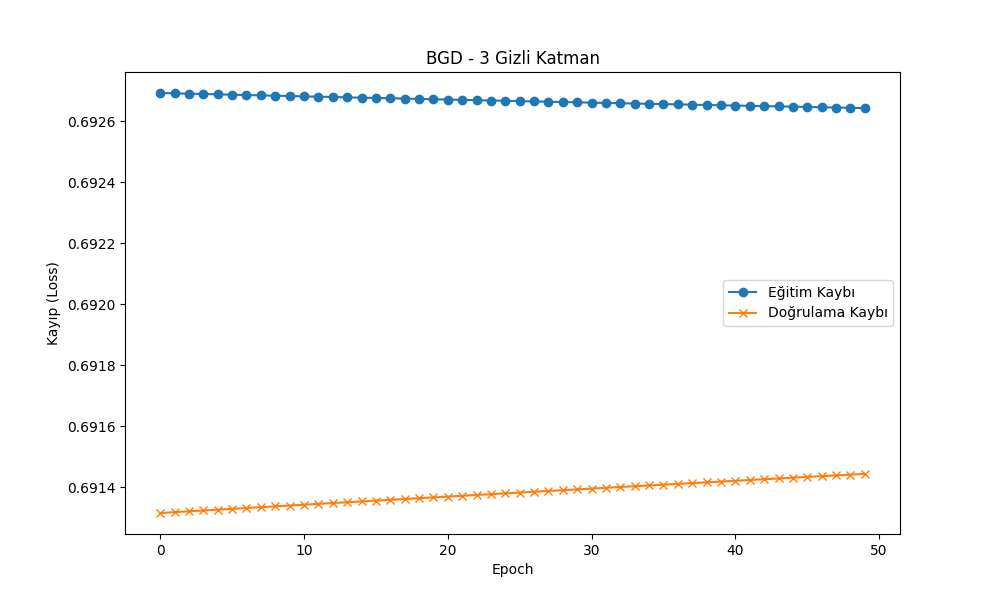 BGD - 3 Gizli Katman
0.6926
0.6924
0.6922
0.6920
0.6918
0.6916
0.6914
Kayıp (Loss)
Eğitim Kaybı
Doğrulama Kaybı
0 10 20 30 40 50
Epoch